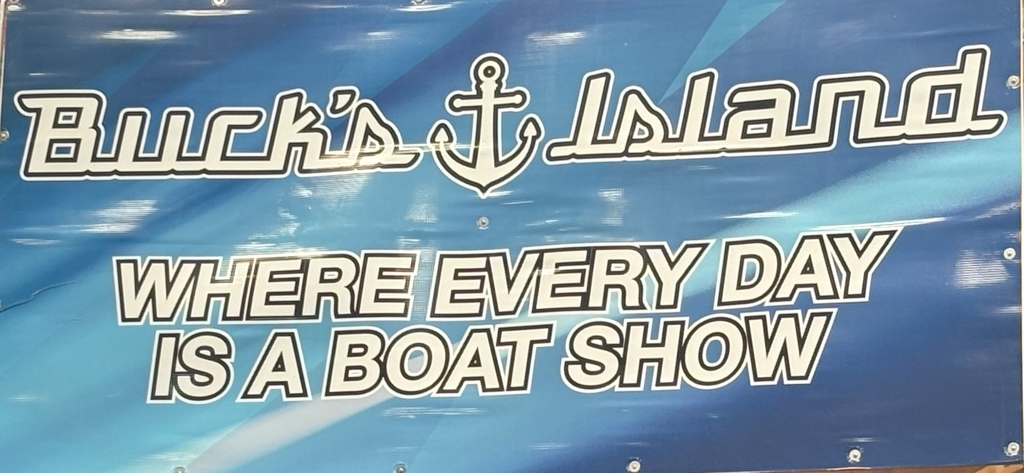 Buck's Island
WHERE EVERY DAY
IS A BOAT SHOW